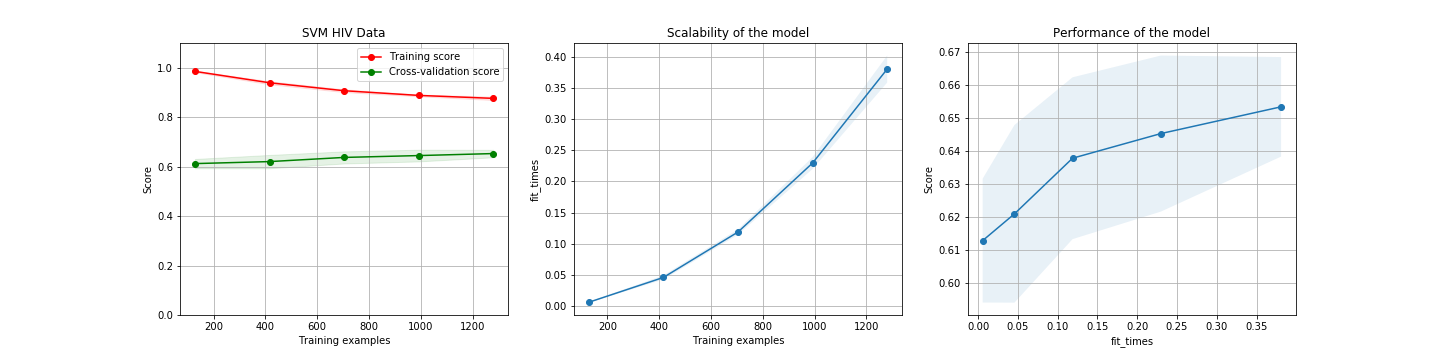 SVM HIV Data
Training score
Cross-validation score
1.0
0.8
0.6
0.4
0.2
0.0
Score
200 400 600 800 1000 1200
Training examples
Scalability of the model
0.40
0.35
0.30
0.25
0.20
0.15
0.10
0.05
0.00
fit_times
200 400 600 800 1000 1200
Training examples
Performance of the model
0.67
0.66
0.65
0.64
0.63
0.62
0.61
0.60
Score
0.00 0.05 0.10 0.15 0.20 0.25 0.30 0.35
fit_times